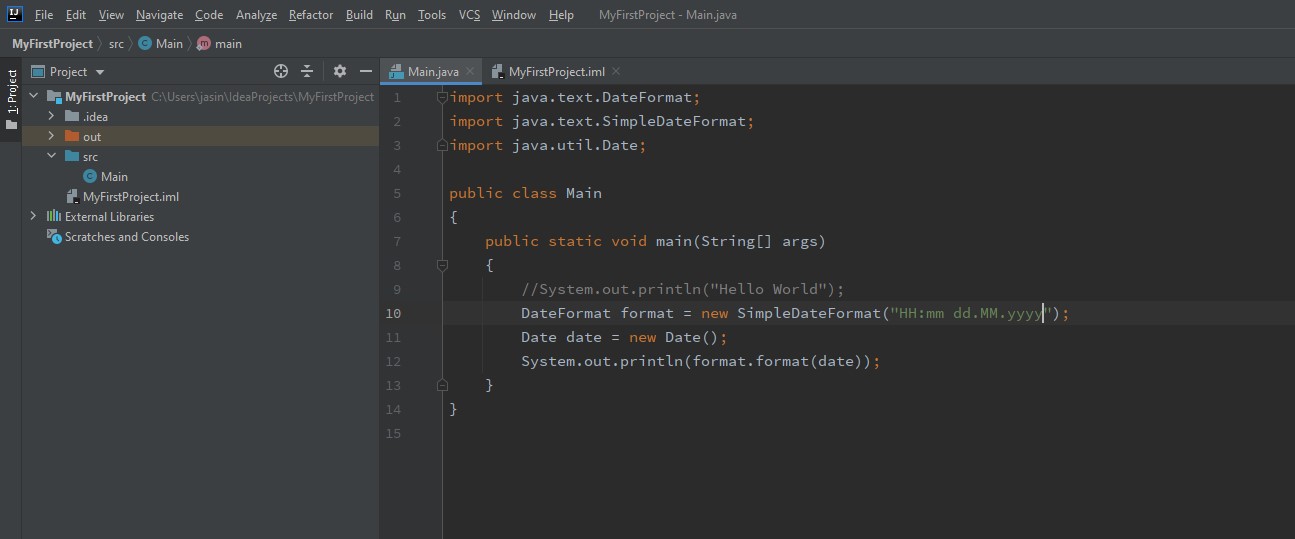 IJ File Edit View Navigate Code Analyze Refactor Build Run Tools VCS Window Help MyFirstProject - Main.java
MyFirstProject src C Main m main
1: Project
Project
MyFirstProject C:\Users\jasin\IdeaProjects\MyFirstProject
.idea
out
src
C Main
MyFirstProject.iml
External Libraries
Scratches and Consoles
Main.java MyFirstProject.iml
1 import java.text.DateFormat;
2 import java.text.SimpleDateFormat;
3 import java.util.Date;
4
5 public class Main
6 {
7 public static void main(String[] args)
8 {
9 //System.out.println("Hello World");
10 DateFormat format = new SimpleDateFormat("HH:mm dd.MM.yyyy");
11 Date date = new Date();
12 System.out.println(format.format(date));
13 }
14 }
15